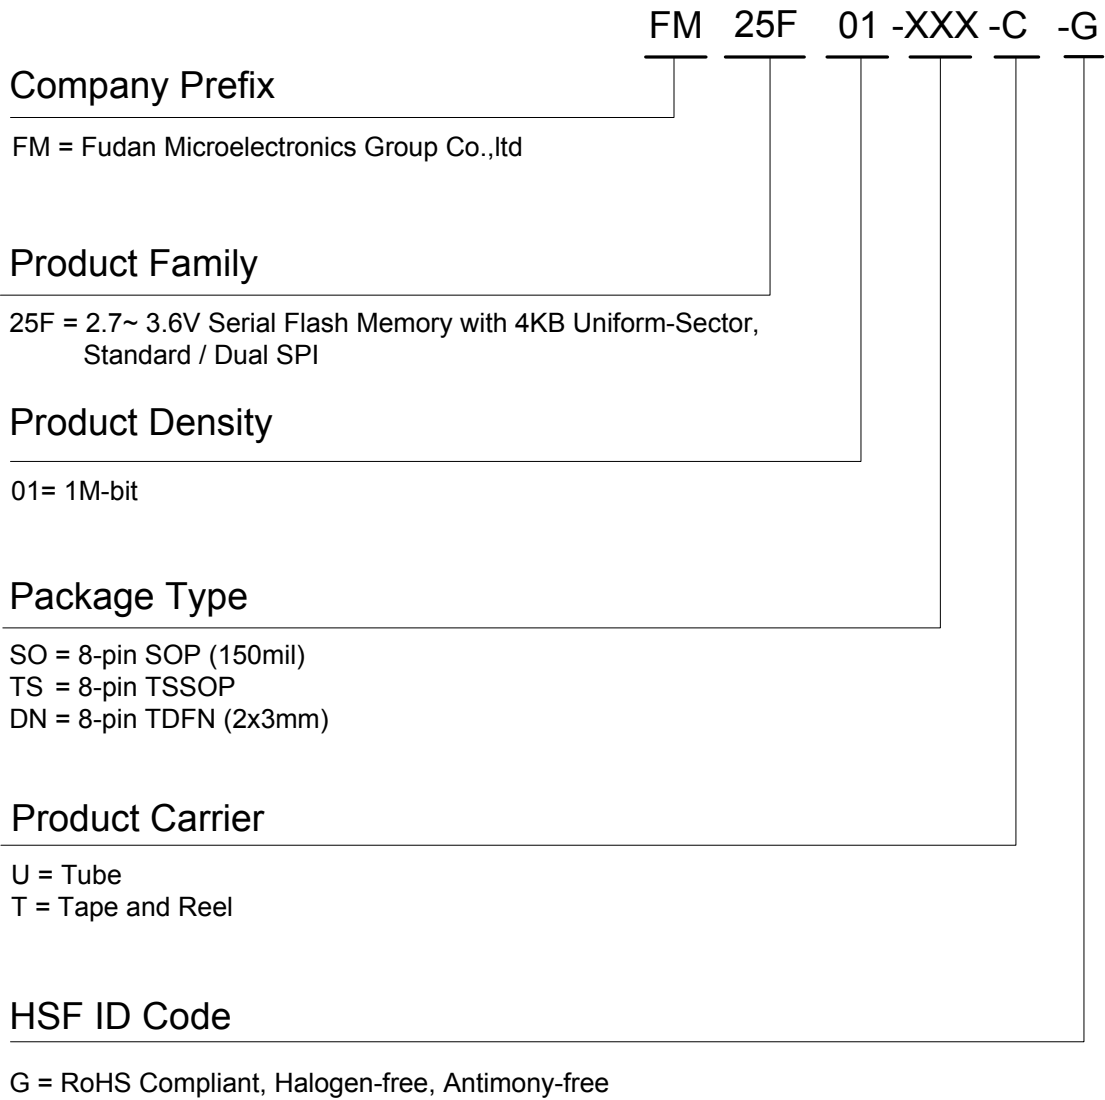 FM 25F 01 -XXX -C -G
Company Prefix
FM = Fudan Microelectronics Group Co.,ltd
Product Family
25F = 2.7~ 3.6V Serial Flash Memory with 4KB Uniform-Sector,
Standard / Dual SPI
Product Density
01= 1M-bit
Package Type
SO = 8-pin SOP (150mil)
TS = 8-pin TSSOP
DN = 8-pin TDFN (2x3mm)
Product Carrier
U = Tube
T = Tape and Reel
HSF ID Code
G = RoHS Compliant, Halogen-free, Antimony-free